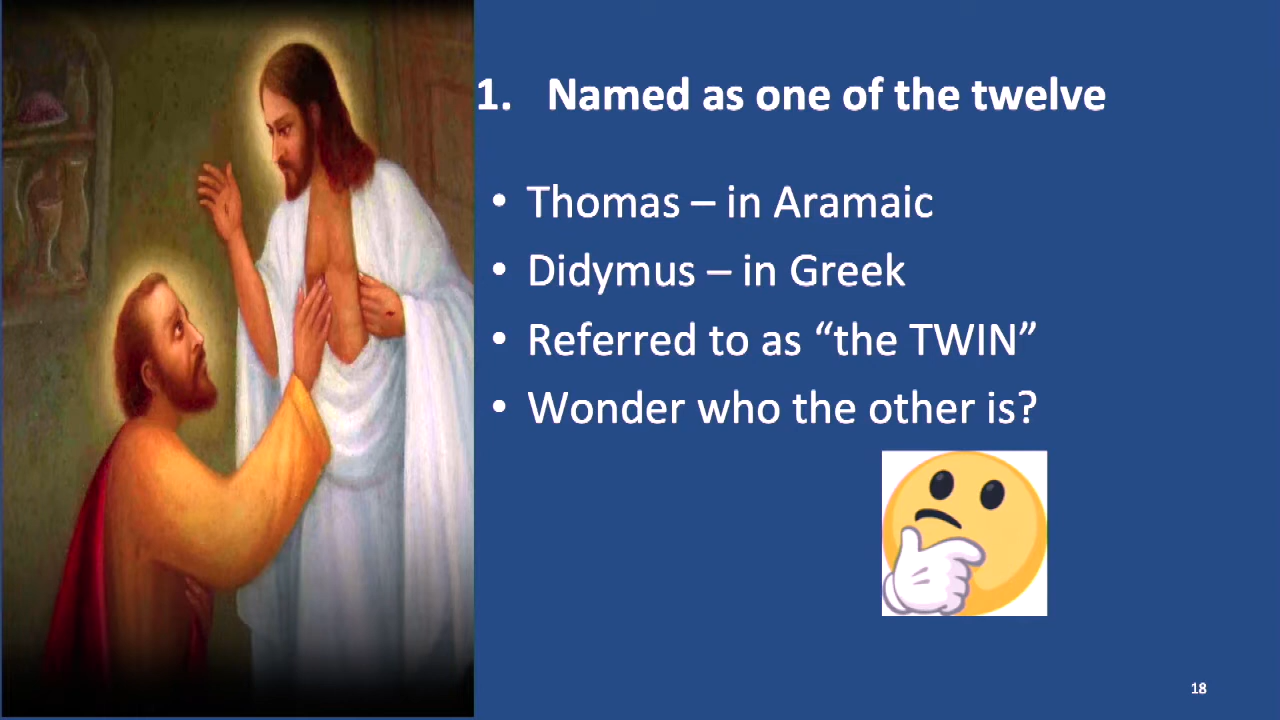 1. Named as one of the twelve
• Thomas – in Aramaic
• Didymus – in Greek
• Referred to as “the TWIN”
• Wonder who the other is?
18